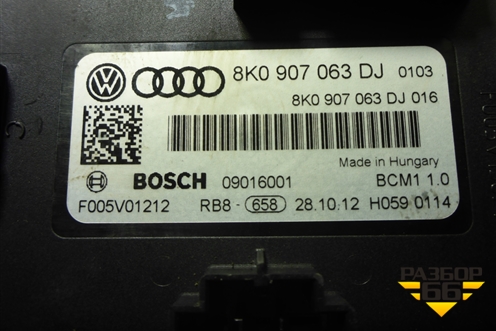 8K0 907 063 DJ 0103
8K0 907 063 DJ 016
Made in Hungary
BOSCH 09016001 BCM1 1.0
F005V01212 RB8 - 658 28.10.12 H059 0114
РАЗБОР
66